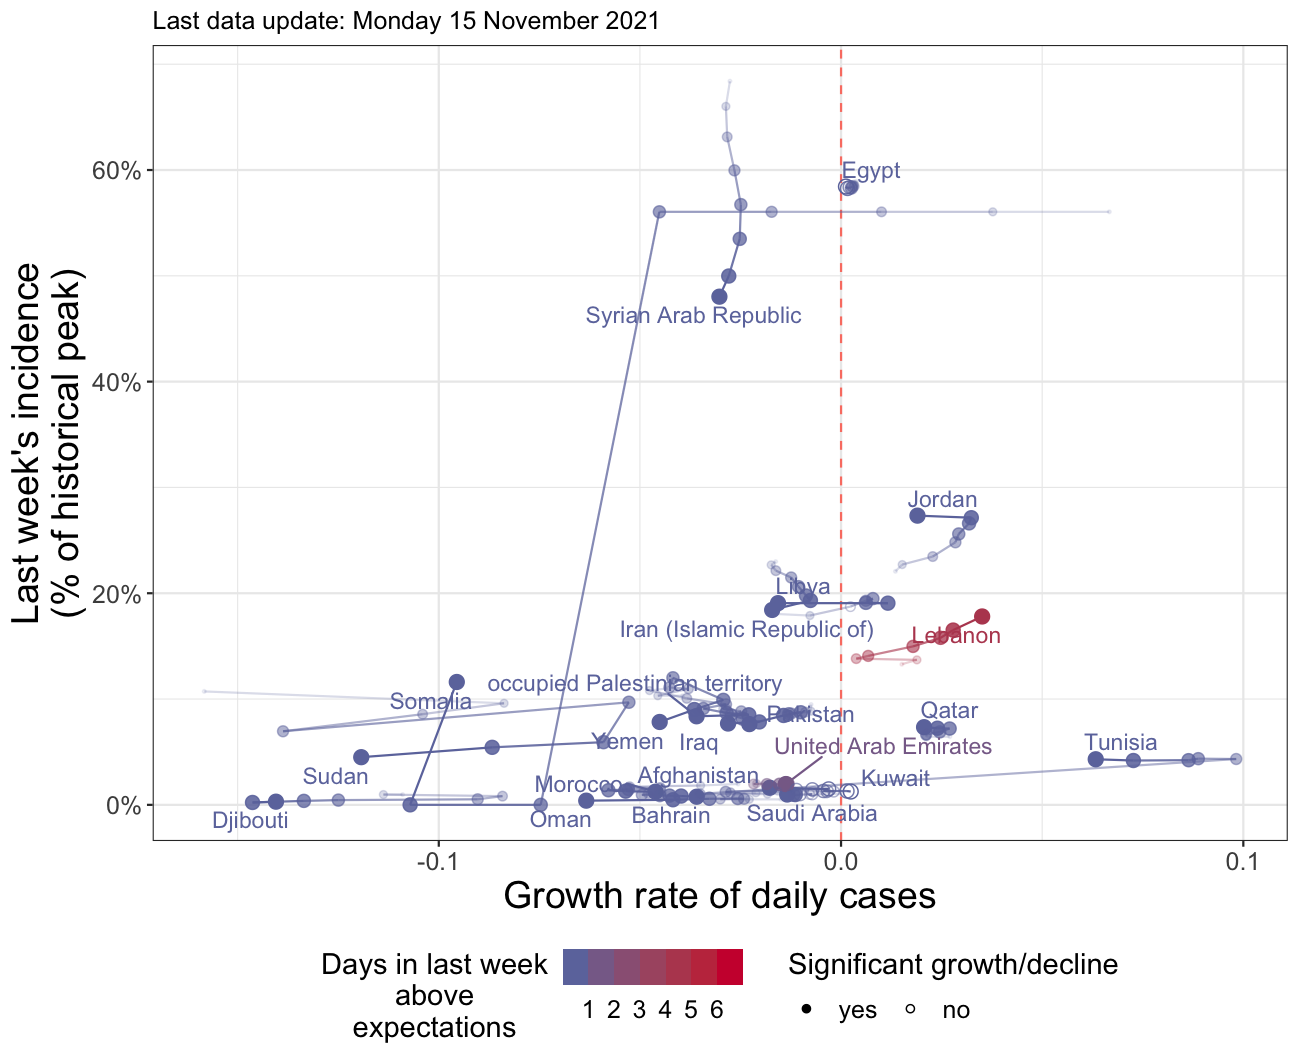 Last data update: Monday 15 November 2021
Last week's incidence
(% of historical peak)
60%
40%
20%
0%
Egypt
Syrian Arab Republic
Jordan
Libya
Iran (Islamic Republic of)
Lebanon
occupied Palestinian territory
Somalia
Pakistan
Qatar
Yemen
Iraq
United Arab Emirates
Tunisia
Sudan
Morocco
Afghanistan
Kuwait
Djibouti
Oman
Bahrain
Saudi Arabia
-0.1
0.0
0.1
Growth rate of daily cases
Days in last week
above
expectations
1 2 3 4 5 6
Significant growth/decline
yes
no